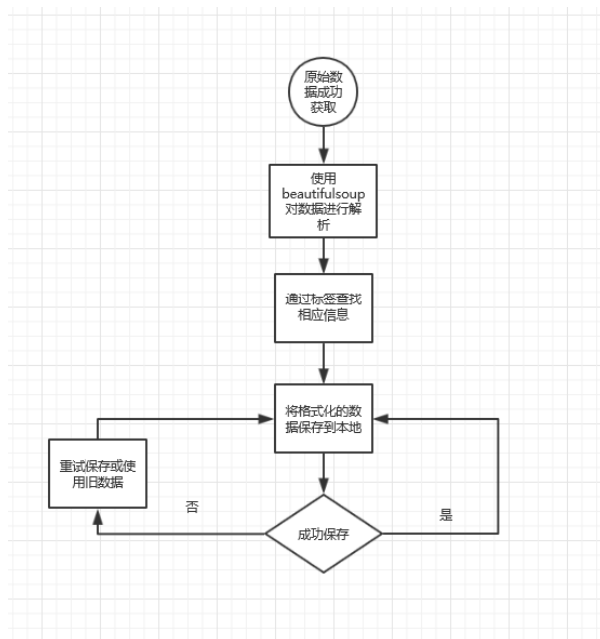 原始数
据成功
获取
使用
beautifulsoup
对数据进行解
析
通过标签查找
相应信息
将格式化的数
据保存到本地
重试保存或使
用旧数据
否
是
成功保存